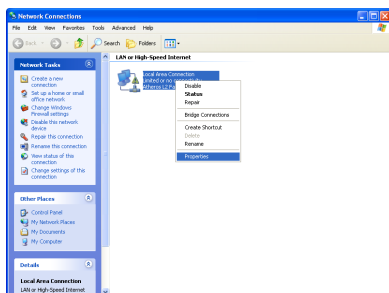 Network Connections
File Edit View Favorites Tools Advanced Help
Back Search Folders
Network Tasks
Create a new
connection
Set up a home or small
office network
Change Windows
Firewall settings
Disable this network
device
Repair this connection
Rename this connection
View status of this
connection
Change settings of this
connection
Other Places
Control Panel
My Network Places
My Documents
My Computer
Details
Local Area Connection
LAN or High-Speed Internet
LAN or High-Speed Internet
Local Area Connection
Limited or no connectivity
Atheros L2 Fa
Disable
Status
Repair
Bridge Connections
Create Shortcut
Delete
Rename
Properties